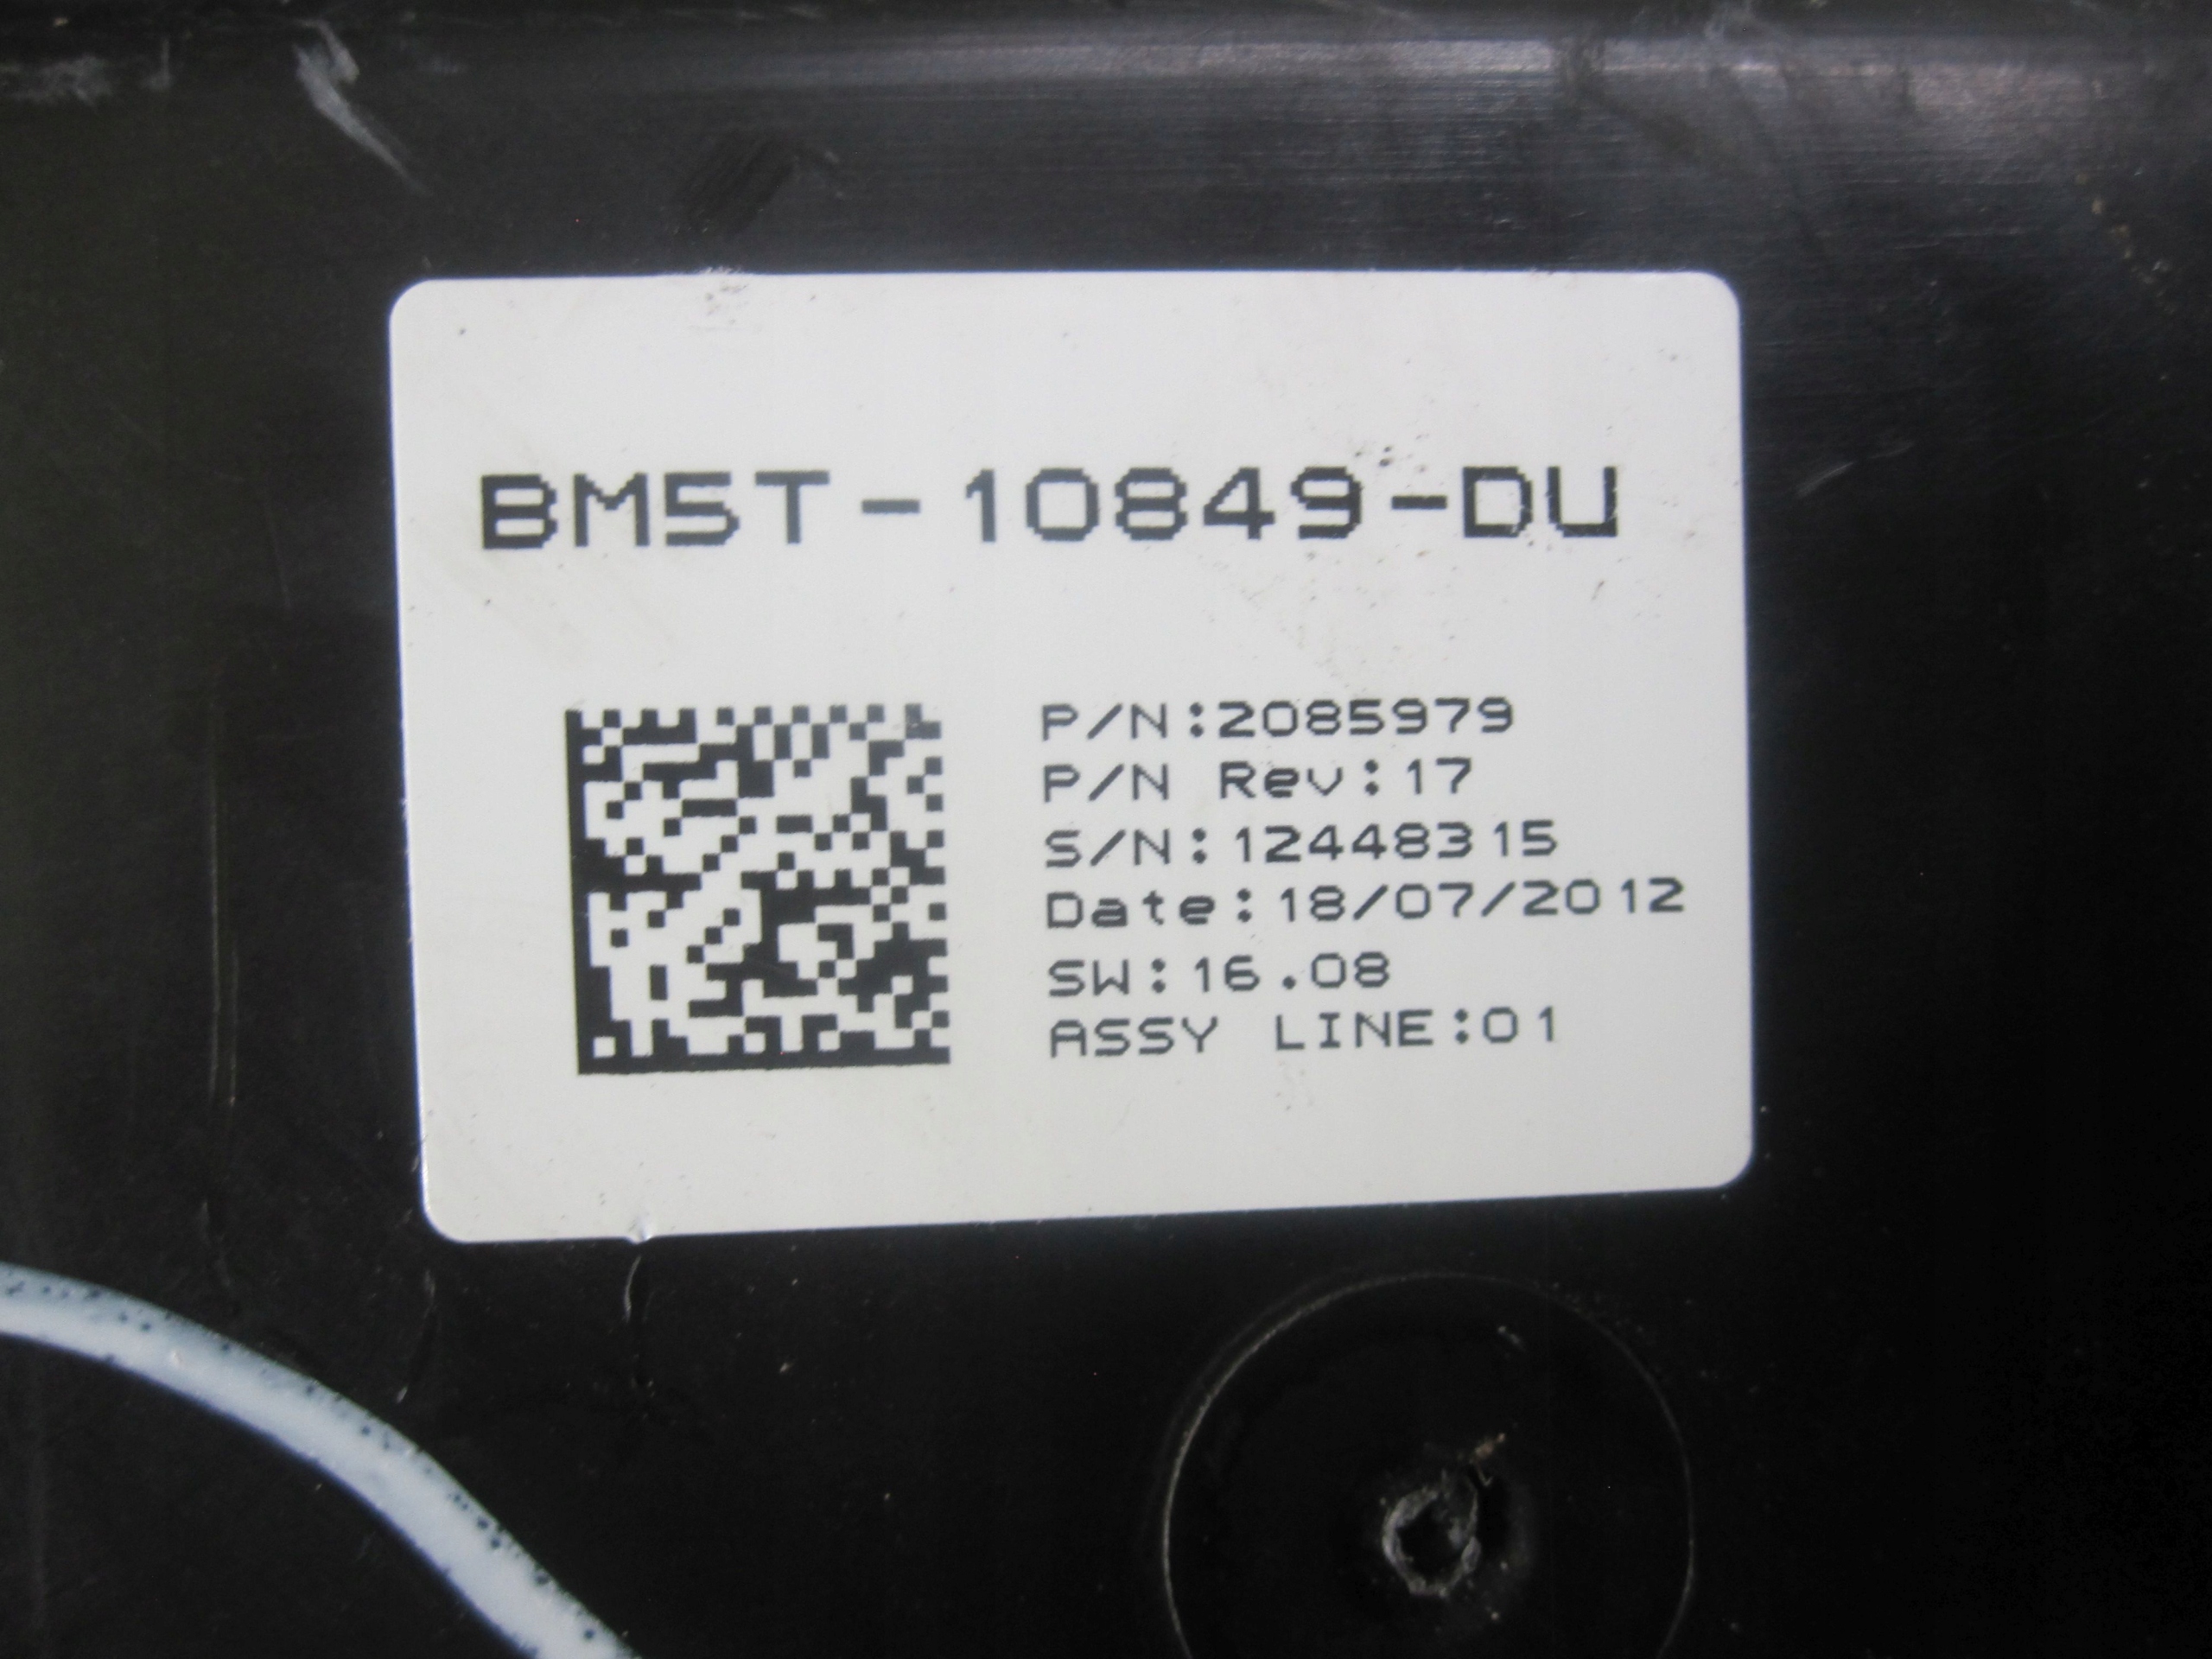 BM5T-10849-DU
P/N:2085979
P/N Rev:17
S/N:12448315
Date:18/07/2012
SW:16.08
ASSY LINE:01